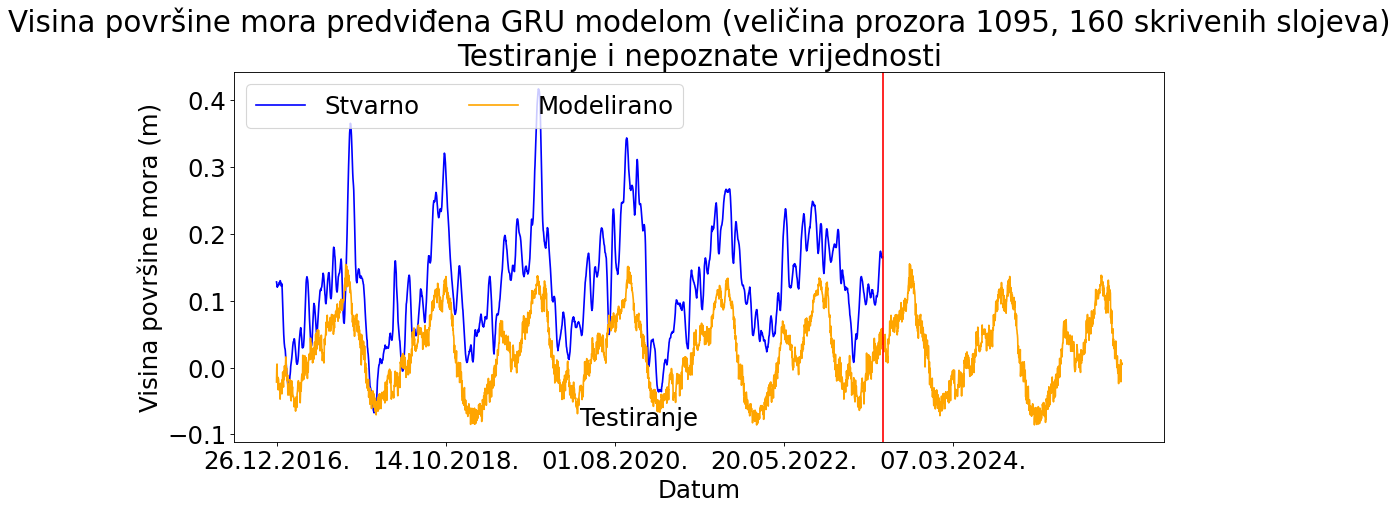 Visina površine mora predviđena GRU modelom (veličina prozora 1095, 160 skrivenih slojeva)
Testiranje i nepoznate vrijednosti
Stvarno
Modelirano
Visina površine mora (m)
0.4
0.3
0.2
0.1
0.0
−0.1
Testiranje
26.12.2016.
14.10.2018.
01.08.2020.
20.05.2022.
07.03.2024.
Datum